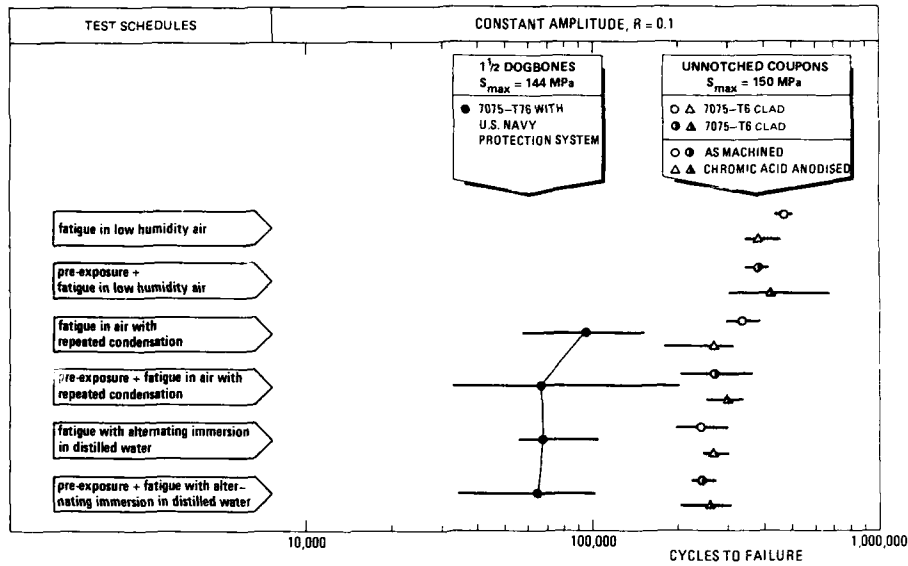 TEST SCHEDULES
CONSTANT AMPLITUDE, R = 0.1
1 1/2 DOGBONES
Smax = 144 MPa
● 7075-T76 WITH
U.S. NAVY
PROTECTION SYSTEM
UNNOTCHED COUPONS
Smax = 150 MPa
○ △ 7075-T6 CLAD
◑ ◮ 7075-T6 CLAD
○ ◑ AS MACHINED
△ ◮ CHROMIC ACID ANODISED
fatigue in low humidity air
pre-exposure +
fatigue in low humidity air
fatigue in air with
repeated condensation
pre-exposure + fatigue in air with
repeated condensation
fatigue with alternating immersion
in distilled water
pre-exposure + fatigue with alter-
nating immersion in distilled water
10,000
100,000
1,000,000
CYCLES TO FAILURE